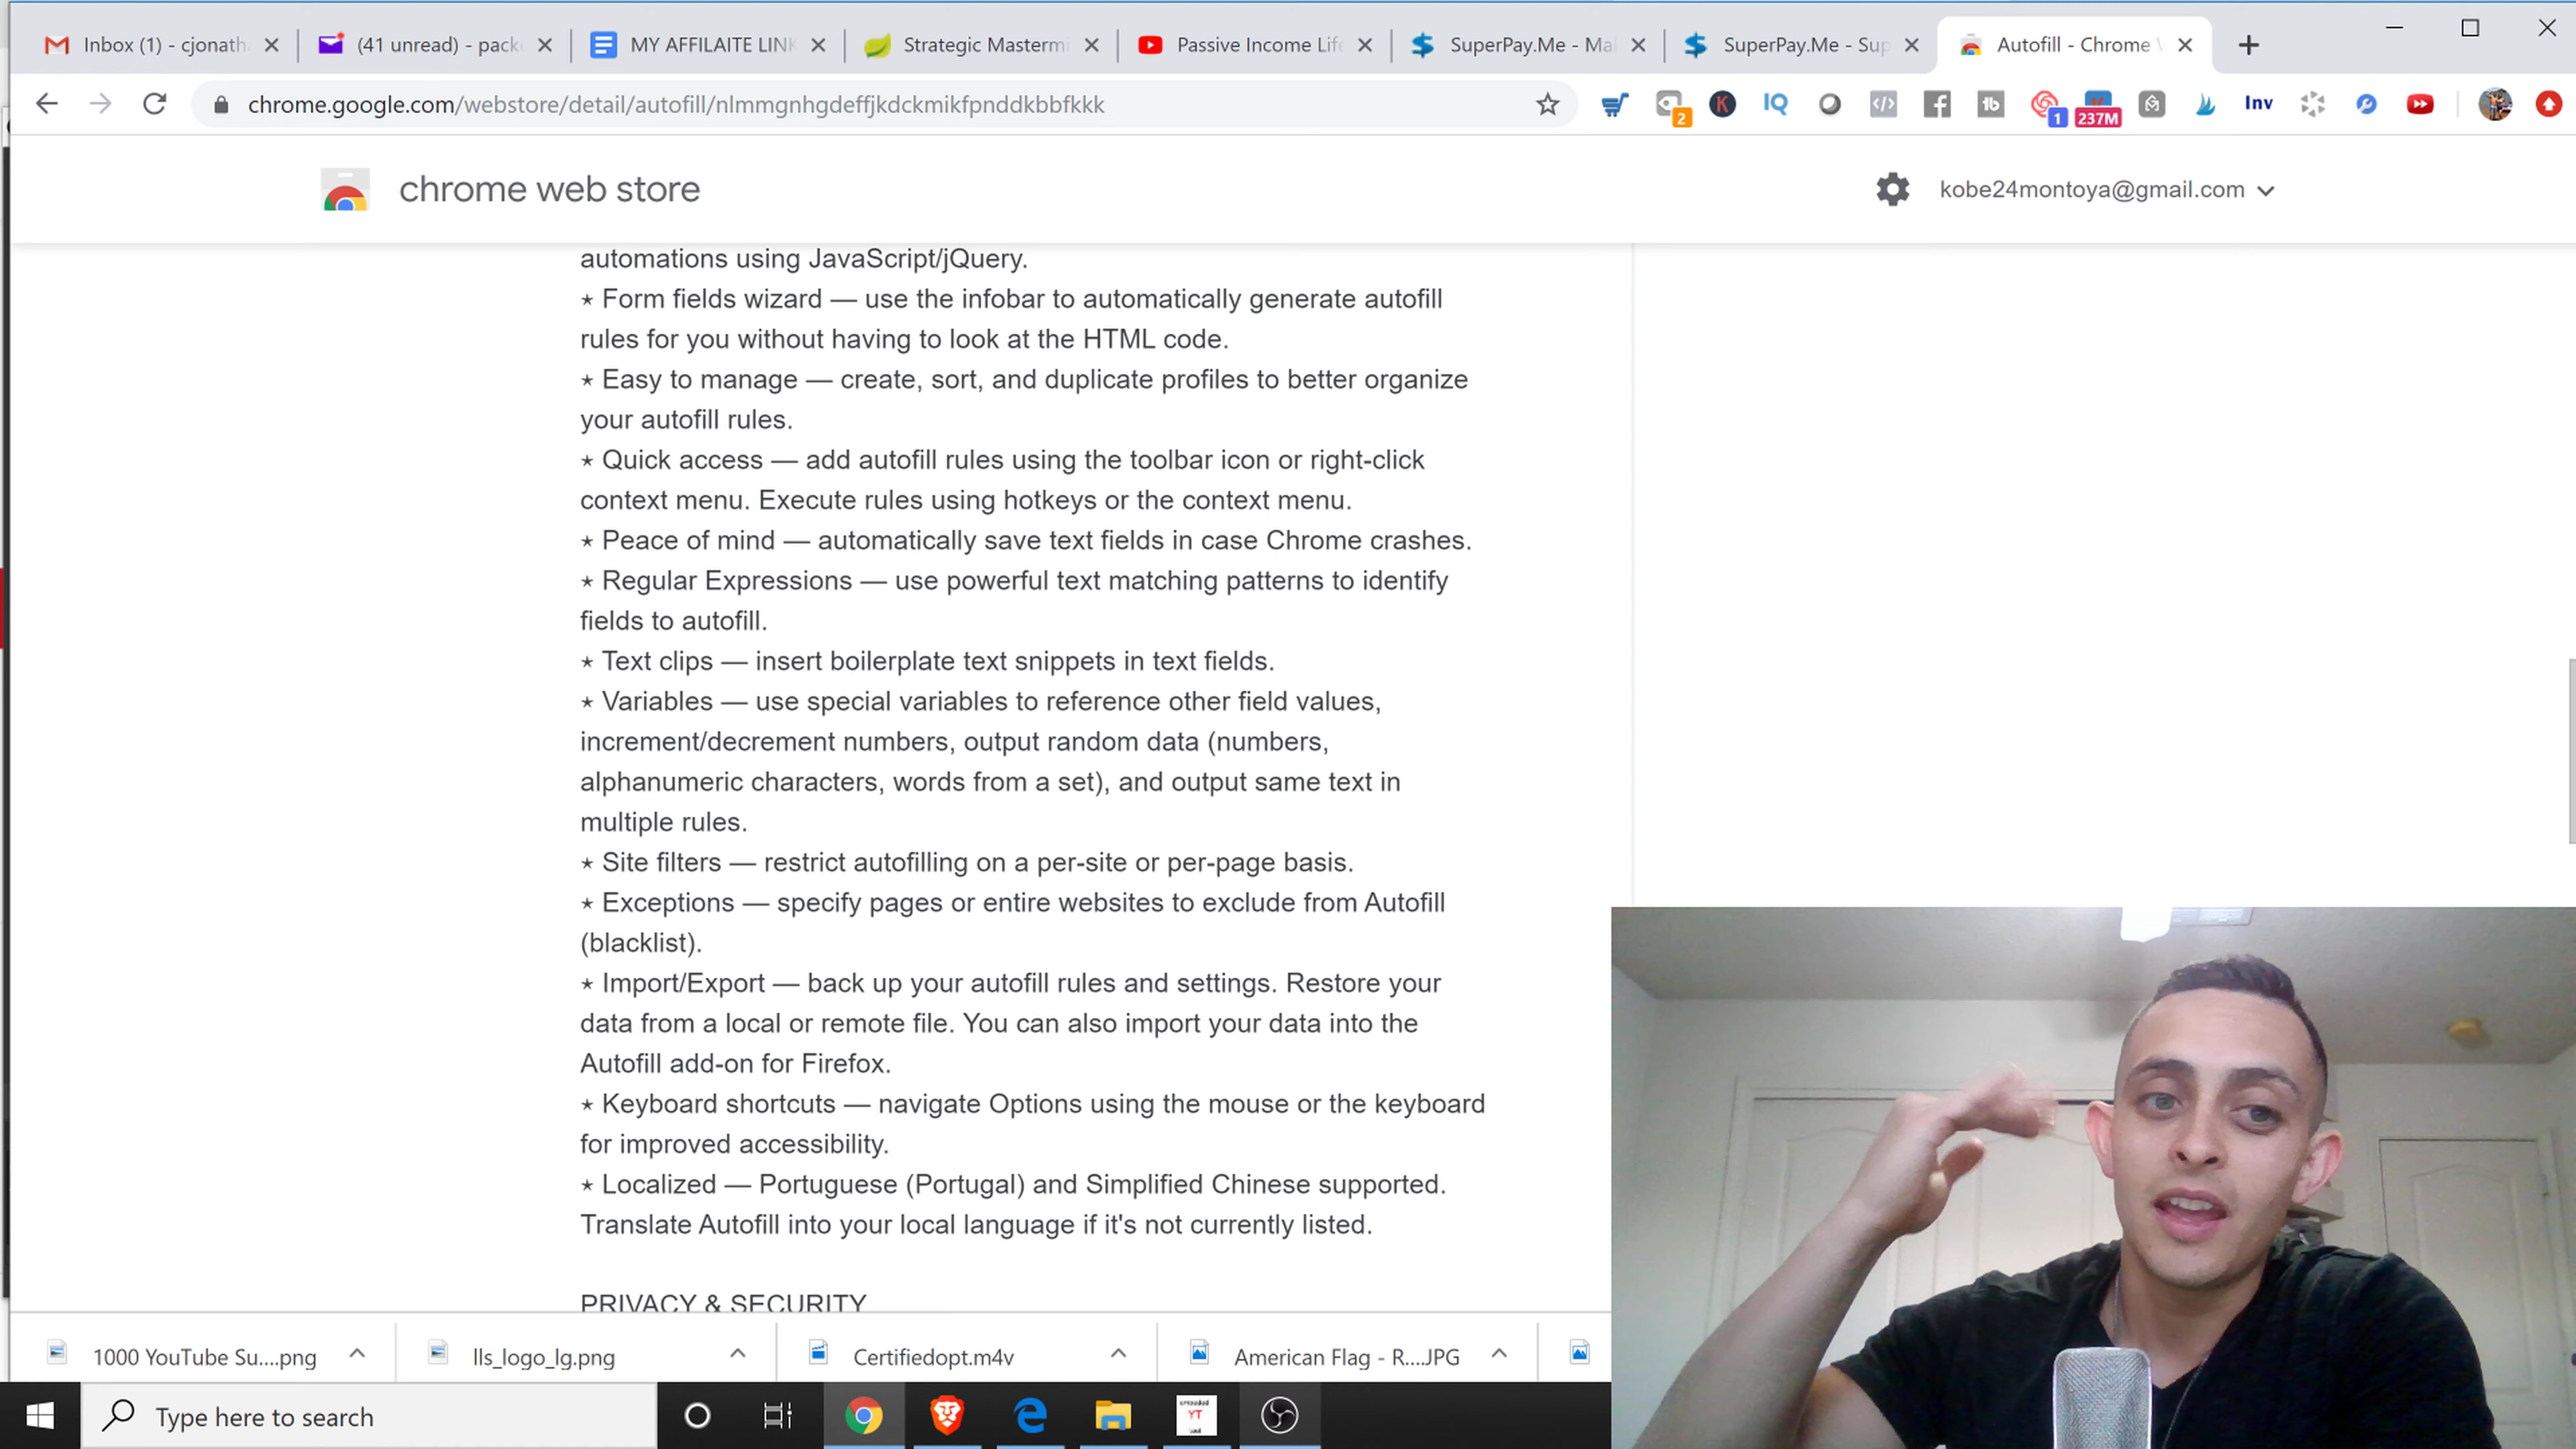 Inbox (1) - cjonath
(41 unread) - pack
MY AFFILAITE LINK
Strategic Mastermi
Passive Income Life
SuperPay.Me - Mal
SuperPay.Me - Sup
Autofill - Chrome
chrome.google.com/webstore/detail/autofill/nlmmgnhgdeffjkdckmikfpnddkbbfkkk
2
K
IQ
</>
tb
1
237M
Inv
chrome web store
kobe24montoya@gmail.com
automations using JavaScript/jQuery.
⋆ Form fields wizard — use the infobar to automatically generate autofill
rules for you without having to look at the HTML code.
⋆ Easy to manage — create, sort, and duplicate profiles to better organize
your autofill rules.
⋆ Quick access — add autofill rules using the toolbar icon or right-click
context menu. Execute rules using hotkeys or the context menu.
⋆ Peace of mind — automatically save text fields in case Chrome crashes.
⋆ Regular Expressions — use powerful text matching patterns to identify
fields to autofill.
⋆ Text clips — insert boilerplate text snippets in text fields.
⋆ Variables — use special variables to reference other field values,
increment/decrement numbers, output random data (numbers,
alphanumeric characters, words from a set), and output same text in
multiple rules.
⋆ Site filters — restrict autofilling on a per-site or per-page basis.
⋆ Exceptions — specify pages or entire websites to exclude from Autofill
(blacklist).
⋆ Import/Export — back up your autofill rules and settings. Restore your
data from a local or remote file. You can also import your data into the
Autofill add-on for Firefox.
⋆ Keyboard shortcuts — navigate Options using the mouse or the keyboard
for improved accessibility.
⋆ Localized — Portuguese (Portugal) and Simplified Chinese supported.
Translate Autofill into your local language if it's not currently listed.
PRIVACY & SECURITY
1000 YouTube Su....png
lls_logo_lg.png
Certifiedopt.m4v
American Flag - R....JPG
Type here to search
YT